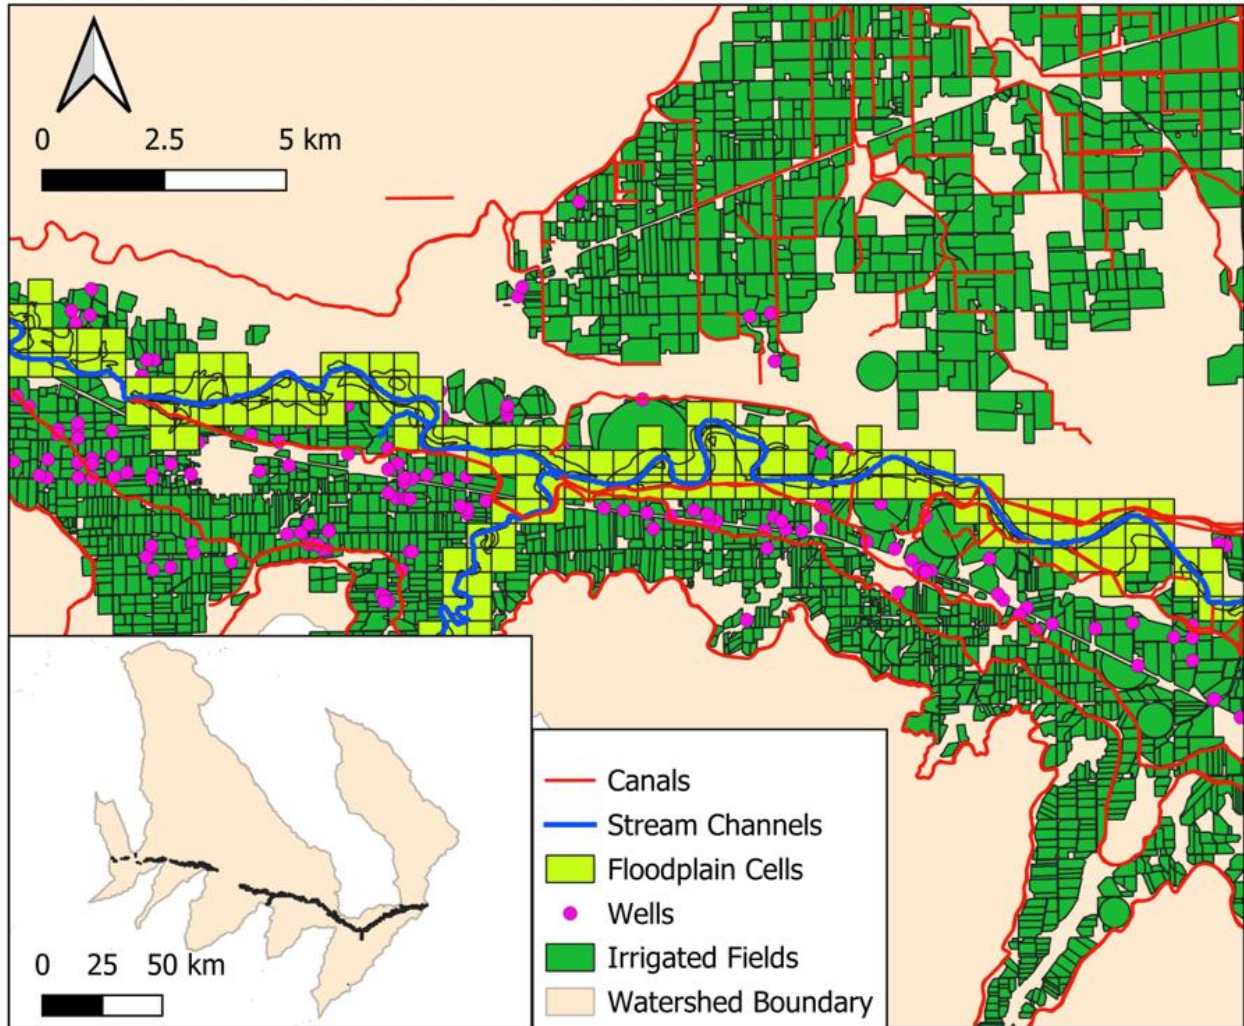 0 2.5 5 km
0 25 50 km
Canals
Stream Channels
Floodplain Cells
Wells
Irrigated Fields
Watershed Boundary